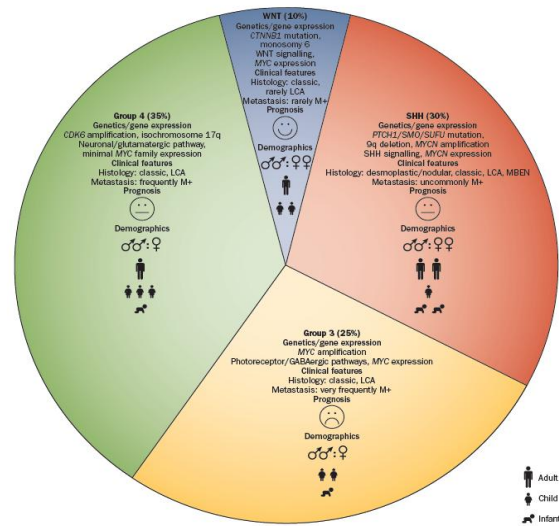 WNT (10%)
Genetics/gene expression
CTNNB1 mutation,
monosomy 6
WNT signalling,
MYC expression
Clinical features
Histology: classic,
rarely LCA
Metastasis: rarely M+
Prognosis
♂♂:♀♀
SHH (30%)
Genetics/gene expression
PTCH1/SMO/SUFU mutation,
9q deletion, MYCN amplification
SHH signalling, MYCN expression
Clinical features
Histology: desmoplastic/nodular, classic, LCA, MBEN
Metastasis: uncommonly M+
Prognosis
Demographics
♂♂:♀♀
Group 4 (35%)
Genetics/gene expression
CDK6 amplification, isochromosome 17q
Neuronal/glutamatergic pathway,
minimal MYC family expression
Clinical features
Histology: classic, LCA
Metastasis: frequently M+
Prognosis
Demographics
♂♂:♀
Group 3 (25%)
Genetics/gene expression
MYC amplification
Photoreceptor/GABAergic pathways, MYC expression
Clinical features
Histology: classic, LCA
Metastasis: very frequently M+
Prognosis
Demographics
♂♂:♀
Adult
Child
Infant